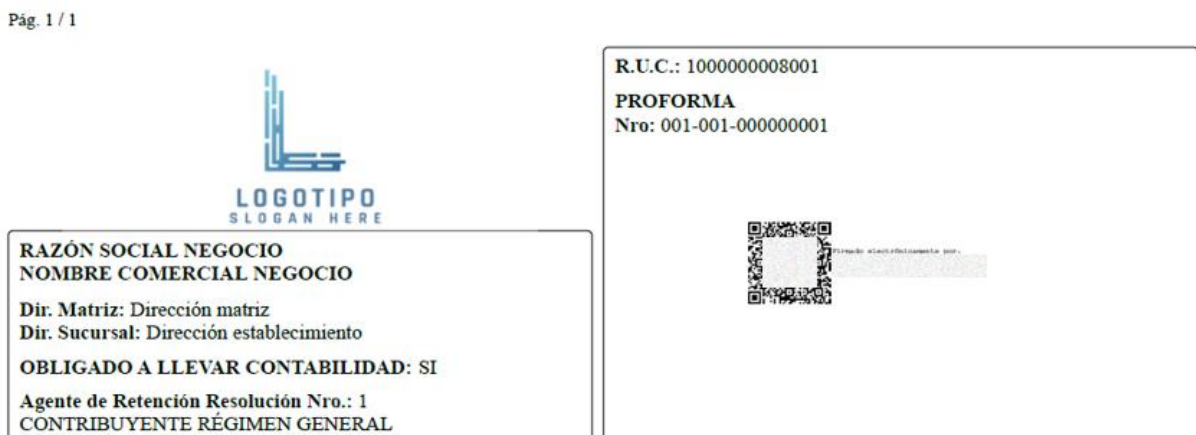 Pág. 1 / 1
LOGOTIPO
SLOGAN HERE
RAZÓN SOCIAL NEGOCIO
NOMBRE COMERCIAL NEGOCIO
Dir. Matriz: Dirección matriz
Dir. Sucursal: Dirección establecimiento
OBLIGADO A LLEVAR CONTABILIDAD: SI
Agente de Retención Resolución Nro.: 1
CONTRIBUYENTE RÉGIMEN GENERAL
R.U.C.: 1000000008001
PROFORMA
Nro: 001-001-000000001
Firmado electrónicamente por: